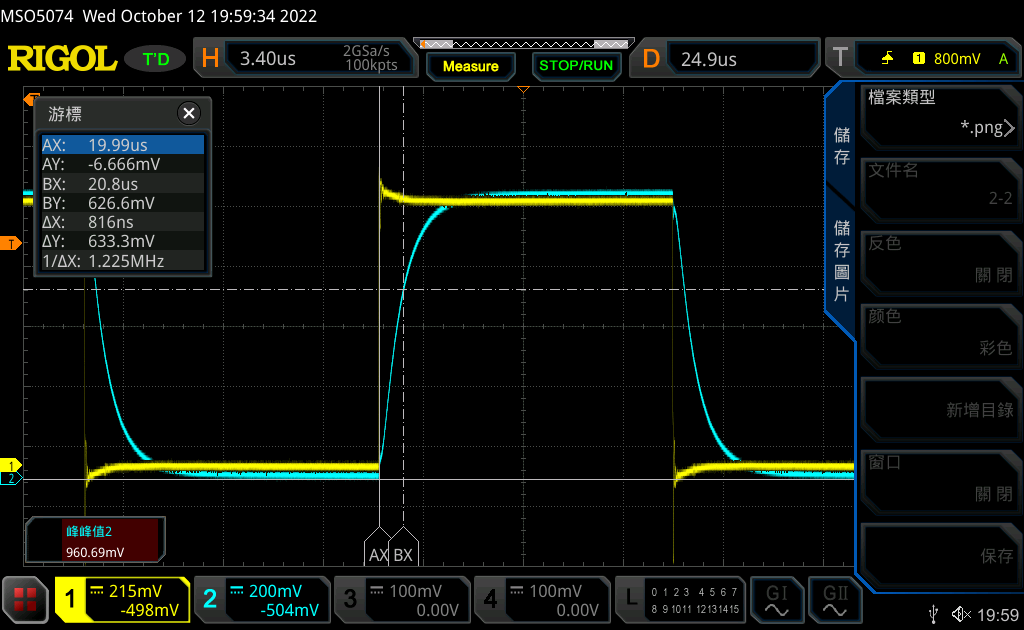 MSO5074 Wed October 12 19:59:34 2022
RIGOL T'D H 3.40us 2GSa/s 100kpts Measure STOP/RUN D 24.9us T 1 800mV A
游標
AX: 19.99us
AY: -6.666mV
BX: 20.8us
BY: 626.6mV
ΔX: 816ns
ΔY: 633.3mV
1/ΔX: 1.225MHz
T
T
1
2
AX BX
峰峰值2
960.69mV
儲存
儲存圖片
檔案類型
*.png
文件名
2-2
反色
關閉
颜色
彩色
新增目錄
窗口
關閉
保存
1 215mV -498mV
2 200mV -504mV
3 100mV 0.00V
4 100mV 0.00V
L 0 1 2 3 4 5 6 7
8 9 10 11 12 13 14 15
GI GII
19:59